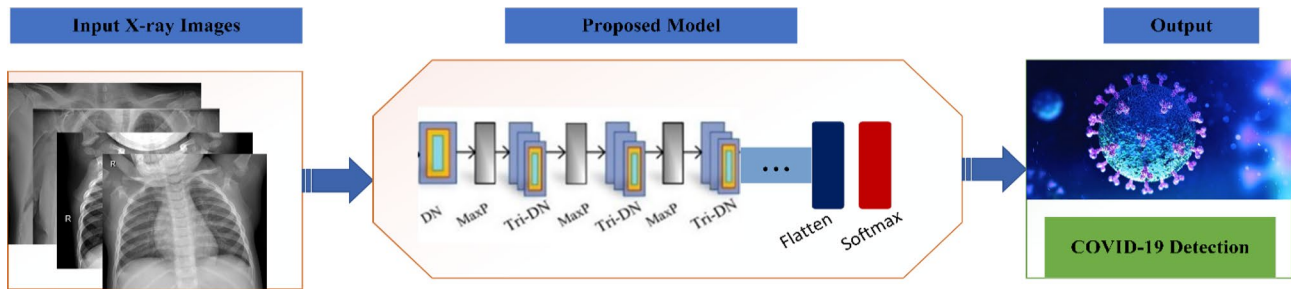 Input X-ray Images
Proposed Model
Output
R
R
DN
MaxP
Tri-DN
MaxP
Tri-DN
MaxP
Tri-DN
...
Flatten
Softmax
COVID-19 Detection